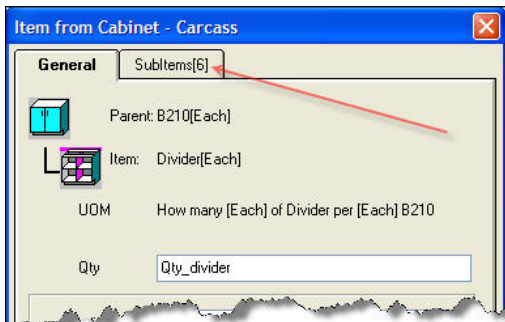 Item from Cabinet - Carcass
General SubItems[6]
Parent: B210[Each]
Item: Divider[Each]
UOM How many [Each] of Divider per [Each] B210
Qty Qty_divider